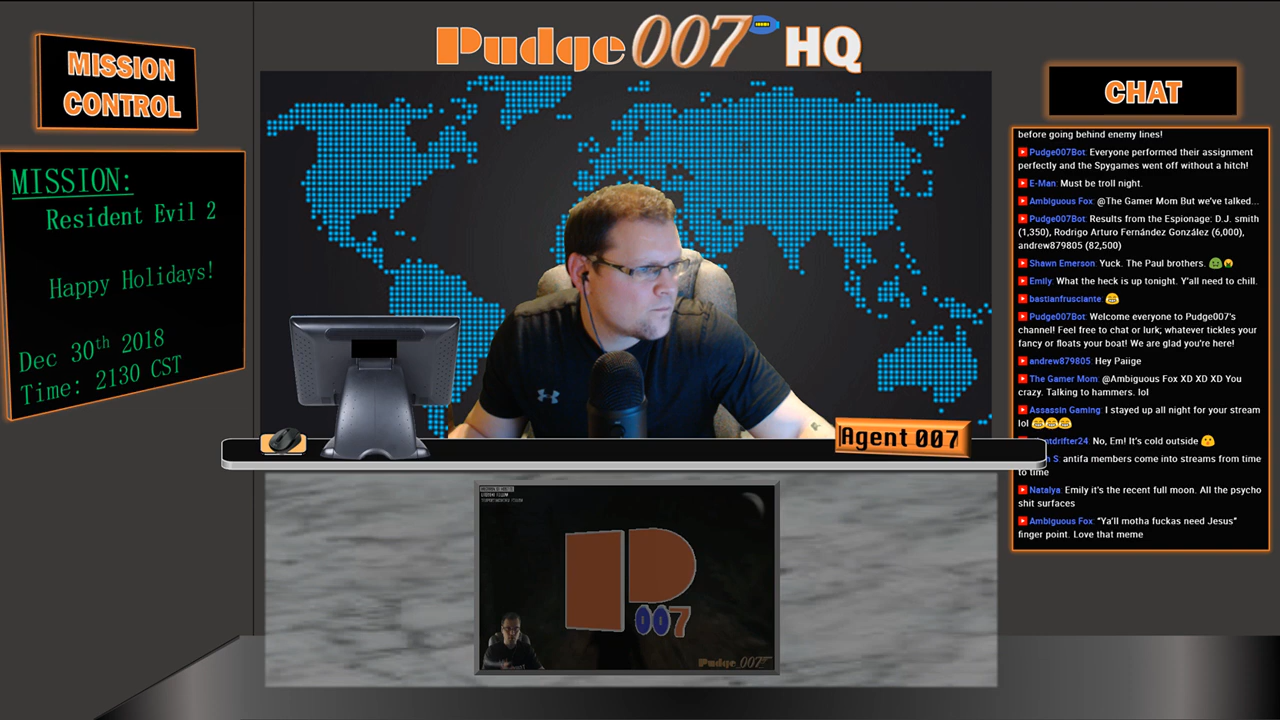 Pudge007 HQ
MISSION
CONTROL
MISSION:
Resident Evil 2
Happy Holidays!
Dec 30th 2018
Time: 2130 CST
CHAT
before going behind enemy lines!
Pudge007Bot: Everyone performed their assignment
perfectly and the Spygames went off without a hitch!
E-Man: Must be troll night.
Ambiguous Fox: @The Gamer Mom But we've talked...
Pudge007Bot: Results from the Espionage: D.J. smith
(1,350), Rodrigo Arturo Fernández González (6,000),
andrew879805 (82,500)
Shawn Emerson: Yuck. The Paul brothers. 🤢🤮
Emily: What the heck is up tonight. Y'all need to chill.
bastianfrusciante: 😂
Pudge007Bot: Welcome everyone to Pudge007's
channel! Feel free to chat or lurk; whatever tickles your
fancy or floats your boat! We are glad you're here!
andrew879805: Hey Paiige
The Gamer Mom: @Ambiguous Fox XD XD XD You
crazy. Talking to hammers. lol
Assassin Gaming: I stayed up all night for your stream
lol 😂😂😂
ntdrifter24: No, Em! It's cold outside
S: antifa members come into streams from time
to time
Natalya: Emily it's the recent full moon. All the psycho
shit surfaces
Ambiguous Fox: "Ya'll motha fuckas need Jesus"
finger point. Love that meme
Agent 007
P
007
Pudge 007